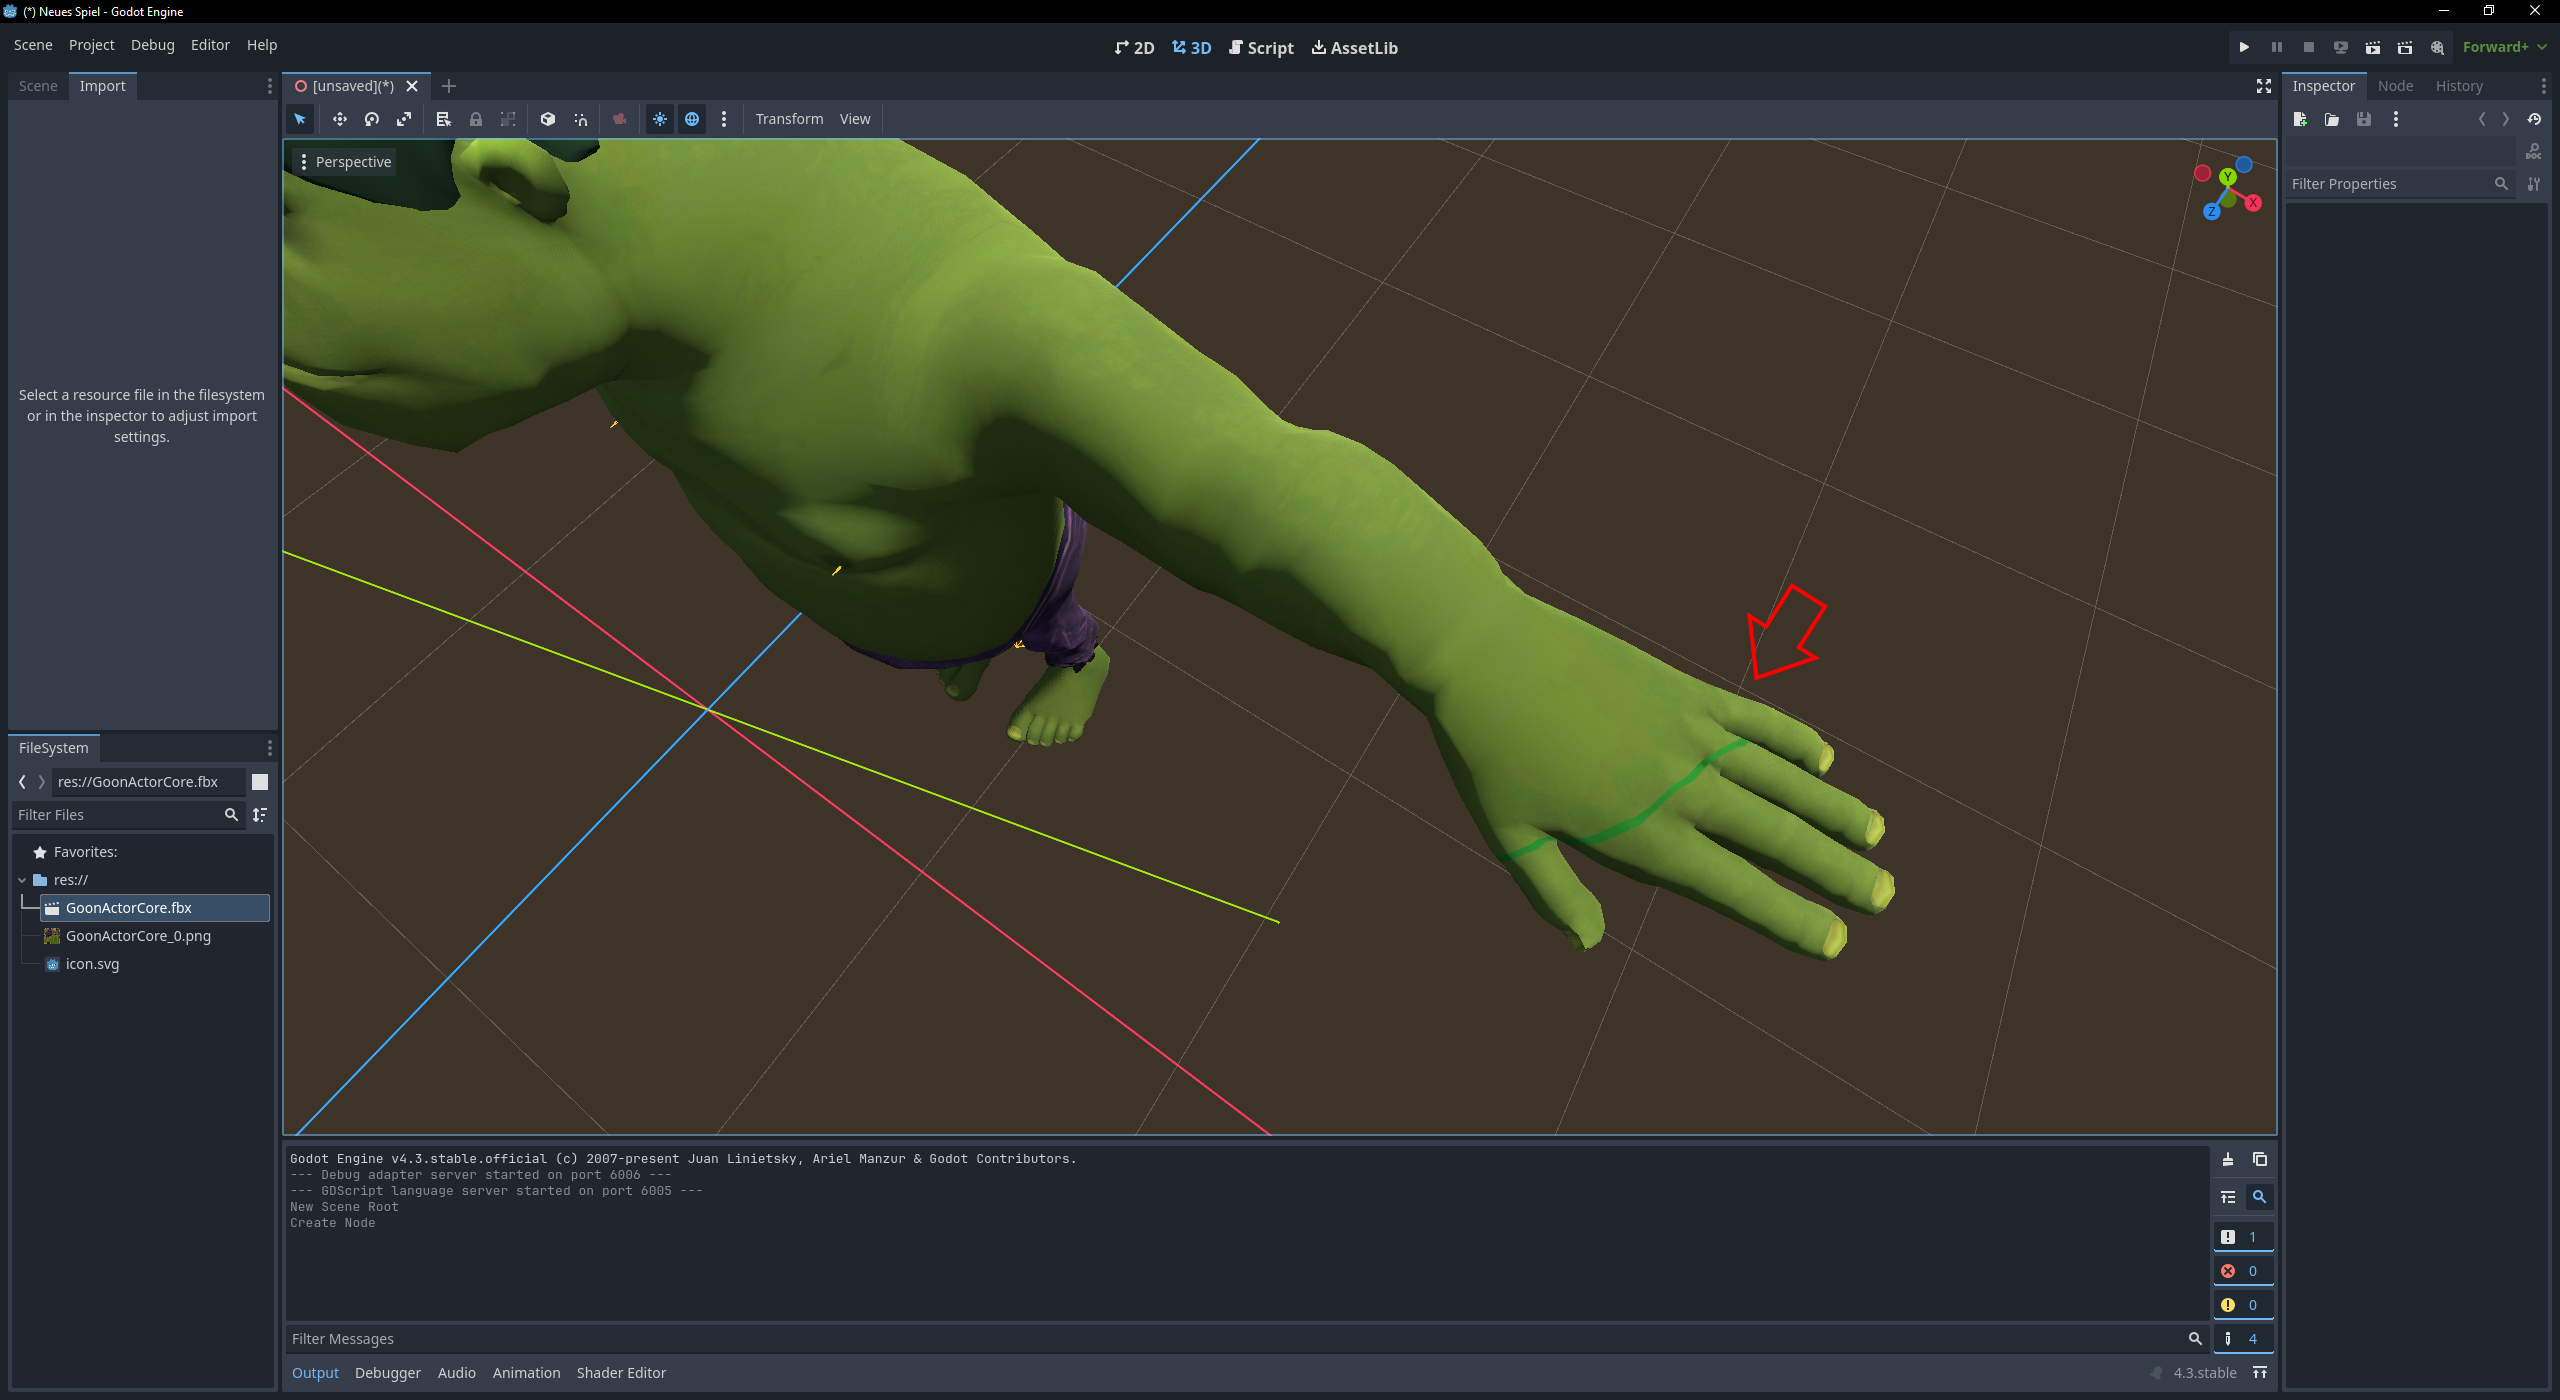 (*) Neues Spiel - Godot Engine
Scene Project Debug Editor Help
2D 3D Script AssetLib
Forward+
Scene Import
[unsaved](*)
Inspector Node History
Transform View
Perspective
Y
X
Z
DOC
Filter Properties
Select a resource file in the filesystem
or in the inspector to adjust import
settings.
FileSystem
res://GoonActorCore.fbx
Filter Files
Favorites:
res://
GoonActorCore.fbx
GoonActorCore_0.png
icon.svg
Godot Engine v4.3.stable.official (c) 2007-present Juan Linietsky, Ariel Manzur & Godot Contributors.
--- Debug adapter server started on port 6006 ---
--- GDScript language server started on port 6005 ---
New Scene Root
Create Node
1
0
0
4
Filter Messages
Output Debugger Audio Animation Shader Editor
4.3.stable